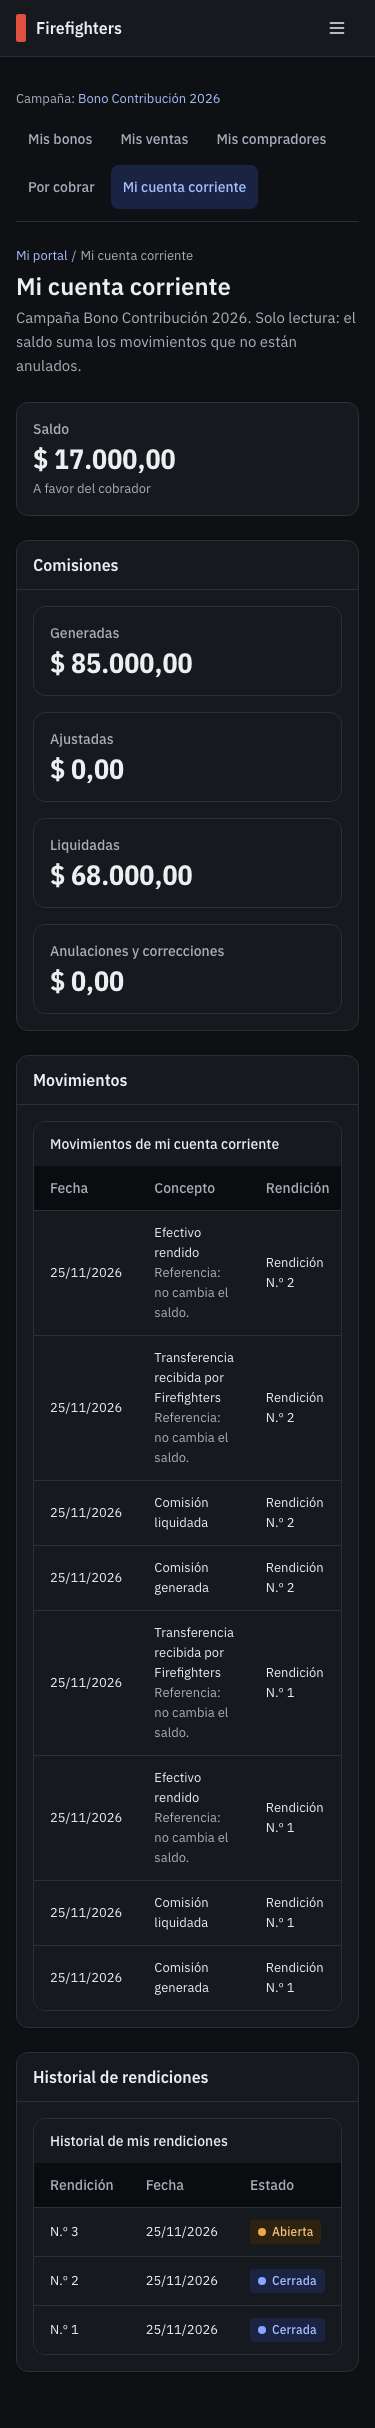 Firefighters
Campaña: Bono Contribución 2026
Mis bonos Mis ventas Mis compradores
Por cobrar Mi cuenta corriente
Mi portal / Mi cuenta corriente
Mi cuenta corriente
Campaña Bono Contribución 2026. Solo lectura: el
saldo suma los movimientos que no están
anulados.
Saldo
$ 17.000,00
A favor del cobrador
Comisiones
Generadas
$ 85.000,00
Ajustadas
$ 0,00
Liquidadas
$ 68.000,00
Anulaciones y correcciones
$ 0,00
Movimientos
Movimientos de mi cuenta corriente
Fecha Concepto Rendición
25/11/2026
Efectivo
rendido
Referencia:
no cambia el
saldo.
Rendición
N.º 2
25/11/2026
Transferencia
recibida por
Firefighters
Referencia:
no cambia el
saldo.
Rendición
N.º 2
25/11/2026
Comisión
liquidada
Rendición
N.º 2
25/11/2026
Comisión
generada
Rendición
N.º 2
25/11/2026
Transferencia
recibida por
Firefighters
Referencia:
no cambia el
saldo.
Rendición
N.º 1
25/11/2026
Efectivo
rendido
Referencia:
no cambia el
saldo.
Rendición
N.º 1
25/11/2026
Comisión
liquidada
Rendición
N.º 1
25/11/2026
Comisión
generada
Rendición
N.º 1
Historial de rendiciones
Historial de mis rendiciones
Rendición Fecha Estado
N.º 3 25/11/2026 Abierta
N.º 2 25/11/2026 Cerrada
N.º 1 25/11/2026 Cerrada